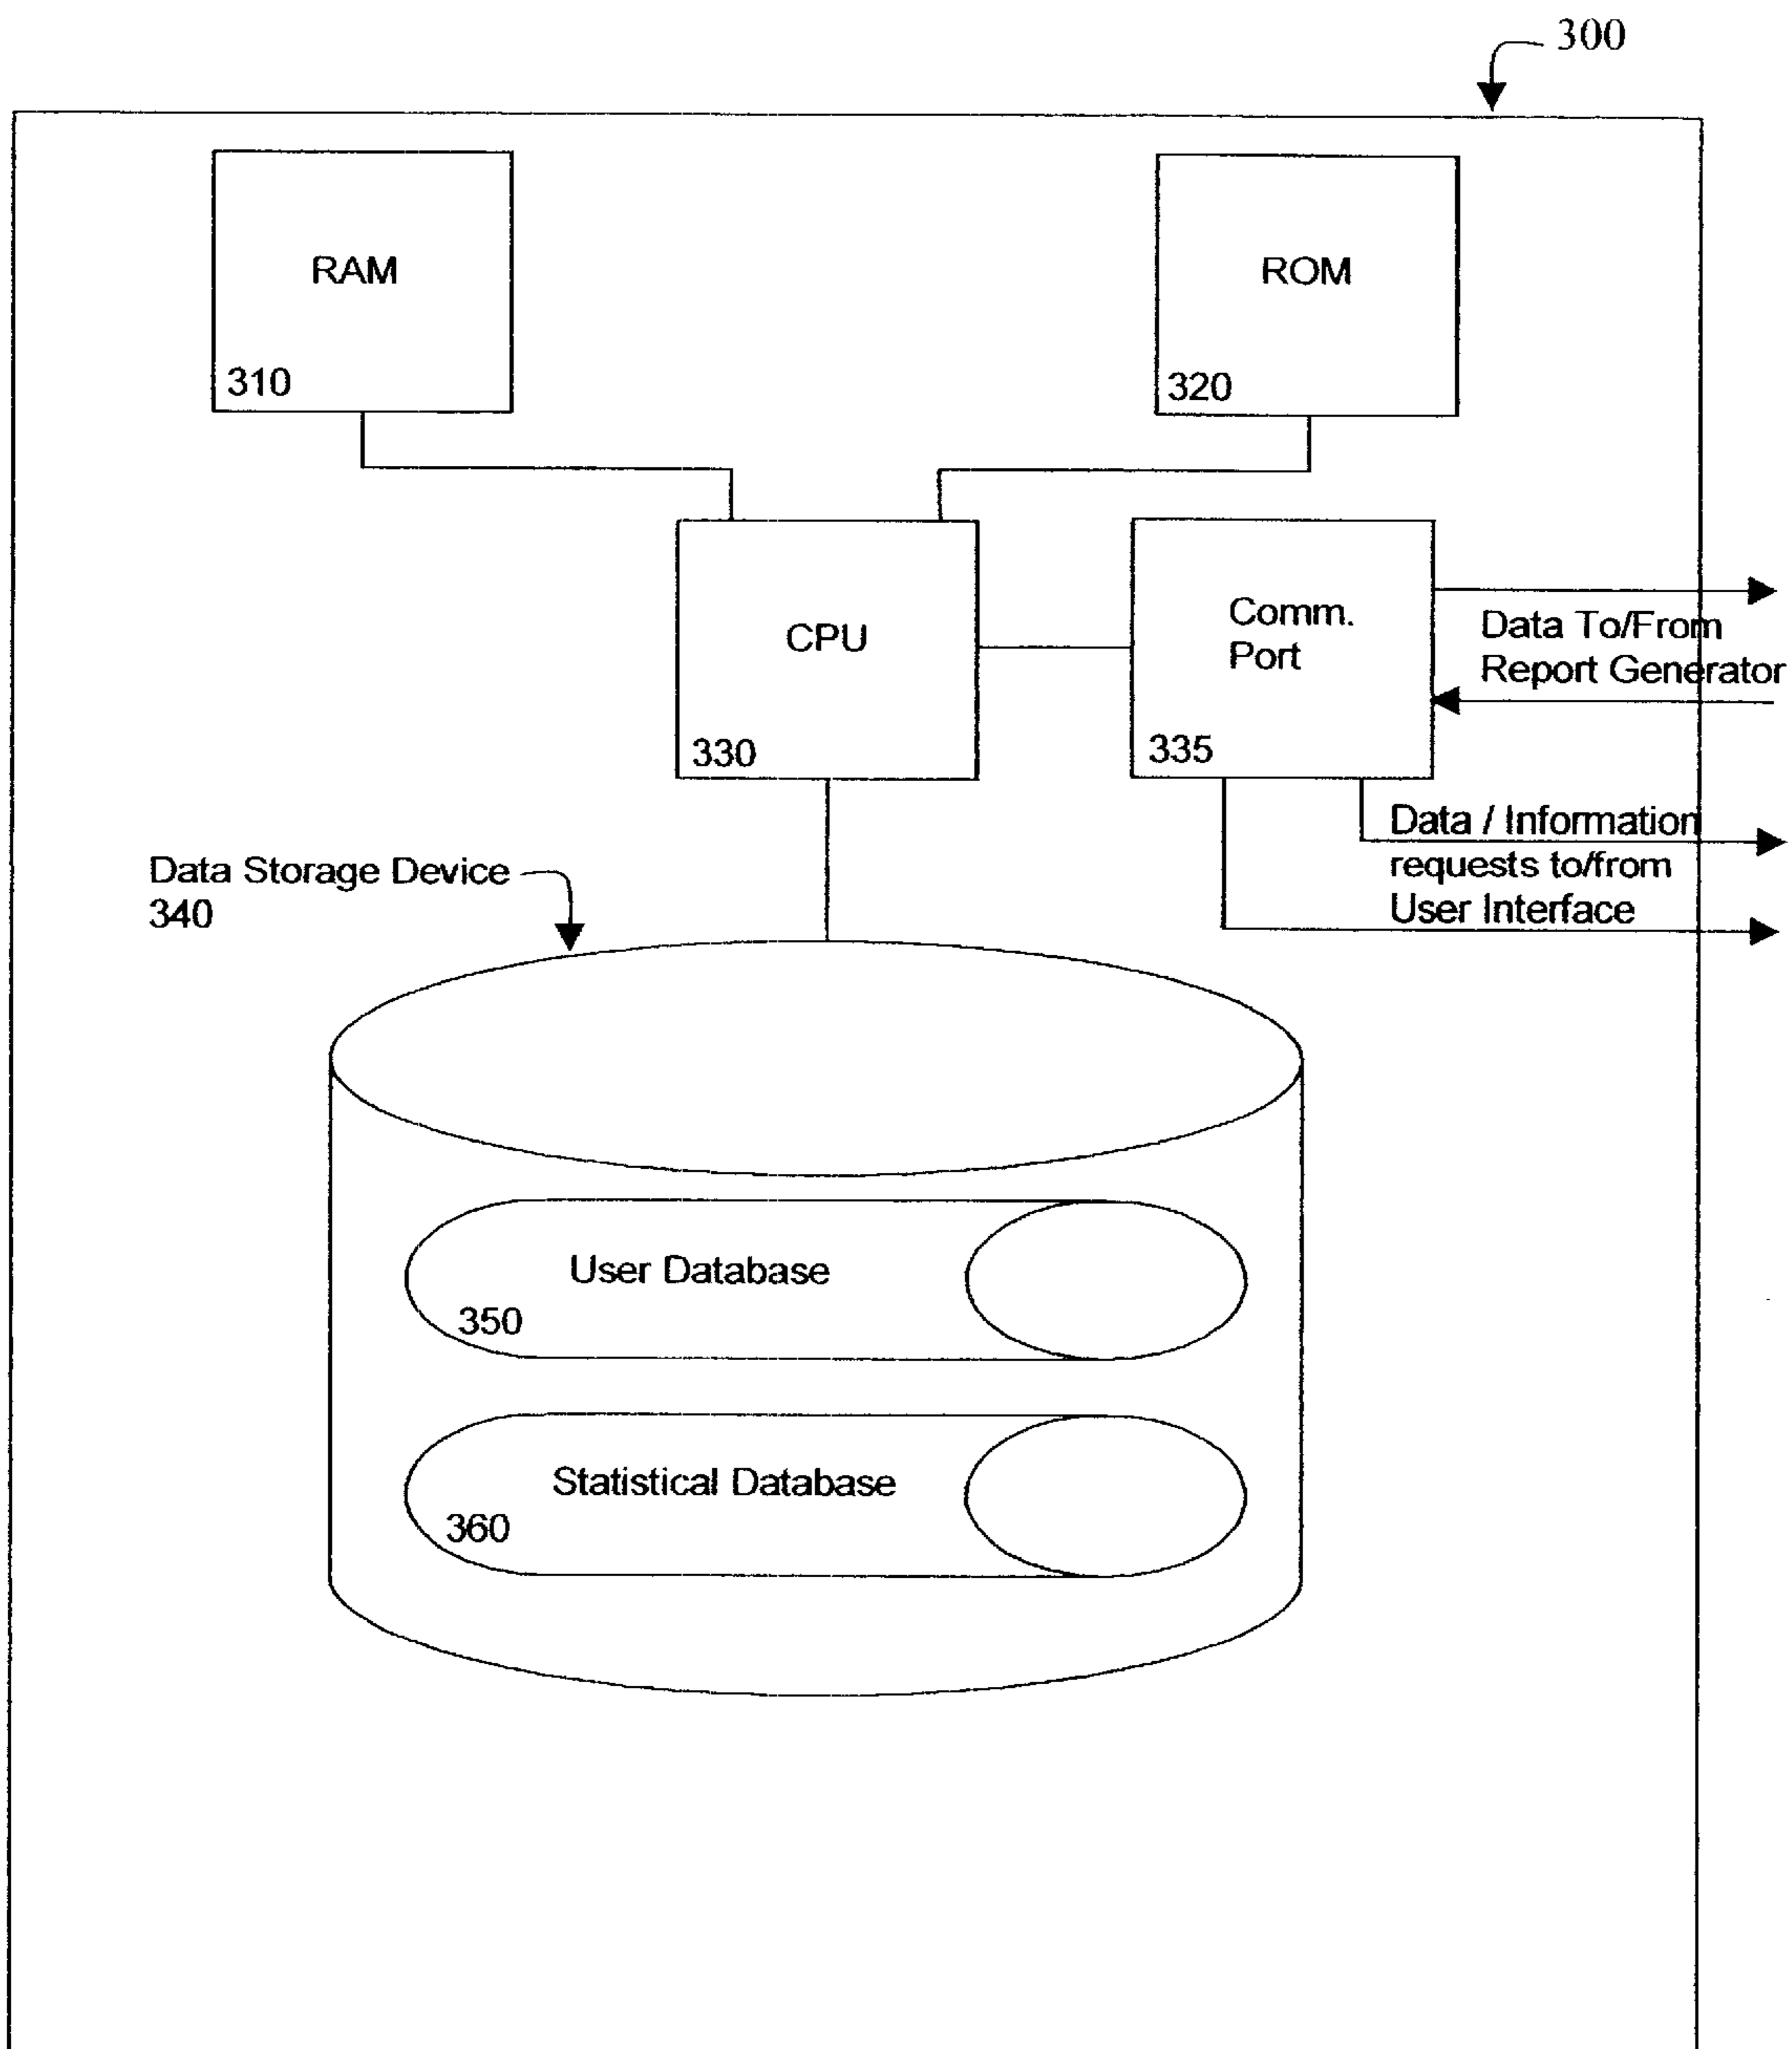 300
RAM
310
ROM
320
CPU
330
Comm.
Port
335
Data To/From
Report Generator
Data / Information
requests to/from
User Interface
Data Storage Device
340
User Database
350
Statistical Database
360